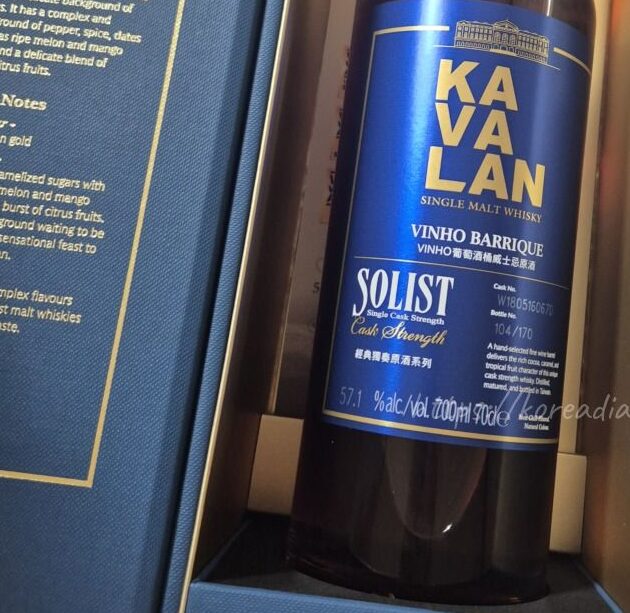 background of
rs. It has a complex and
round of pepper, spice, dates
as ripe melon and mango
nd a delicate blend of
citrus fruits.
Notes
gold
amelized sugars with
melon and mango
burst of citrus fruits,
ground waiting to be
sensational feast to
mplex flavours
st malt whiskies
aste.
KA
VA
LAN
SINGLE MALT WHISKY
VINHO BARRIQUE
VINHO葡萄酒桶威士忌原酒
SOLIST
Single Cask Strength
Cask Strength
經典獨奏原酒系列
Cask No.
W180516067
Bottle No.
104/170
A hand-selected fine wine barrel
delivers the rich cocoa, caramel, and
tropical fruit character of this unique
cask strength whisky. Distilled,
matured, and bottled in Taiwan
Natural Colour
57.1 %alc./vol. 700ml 70cl e
koreadia